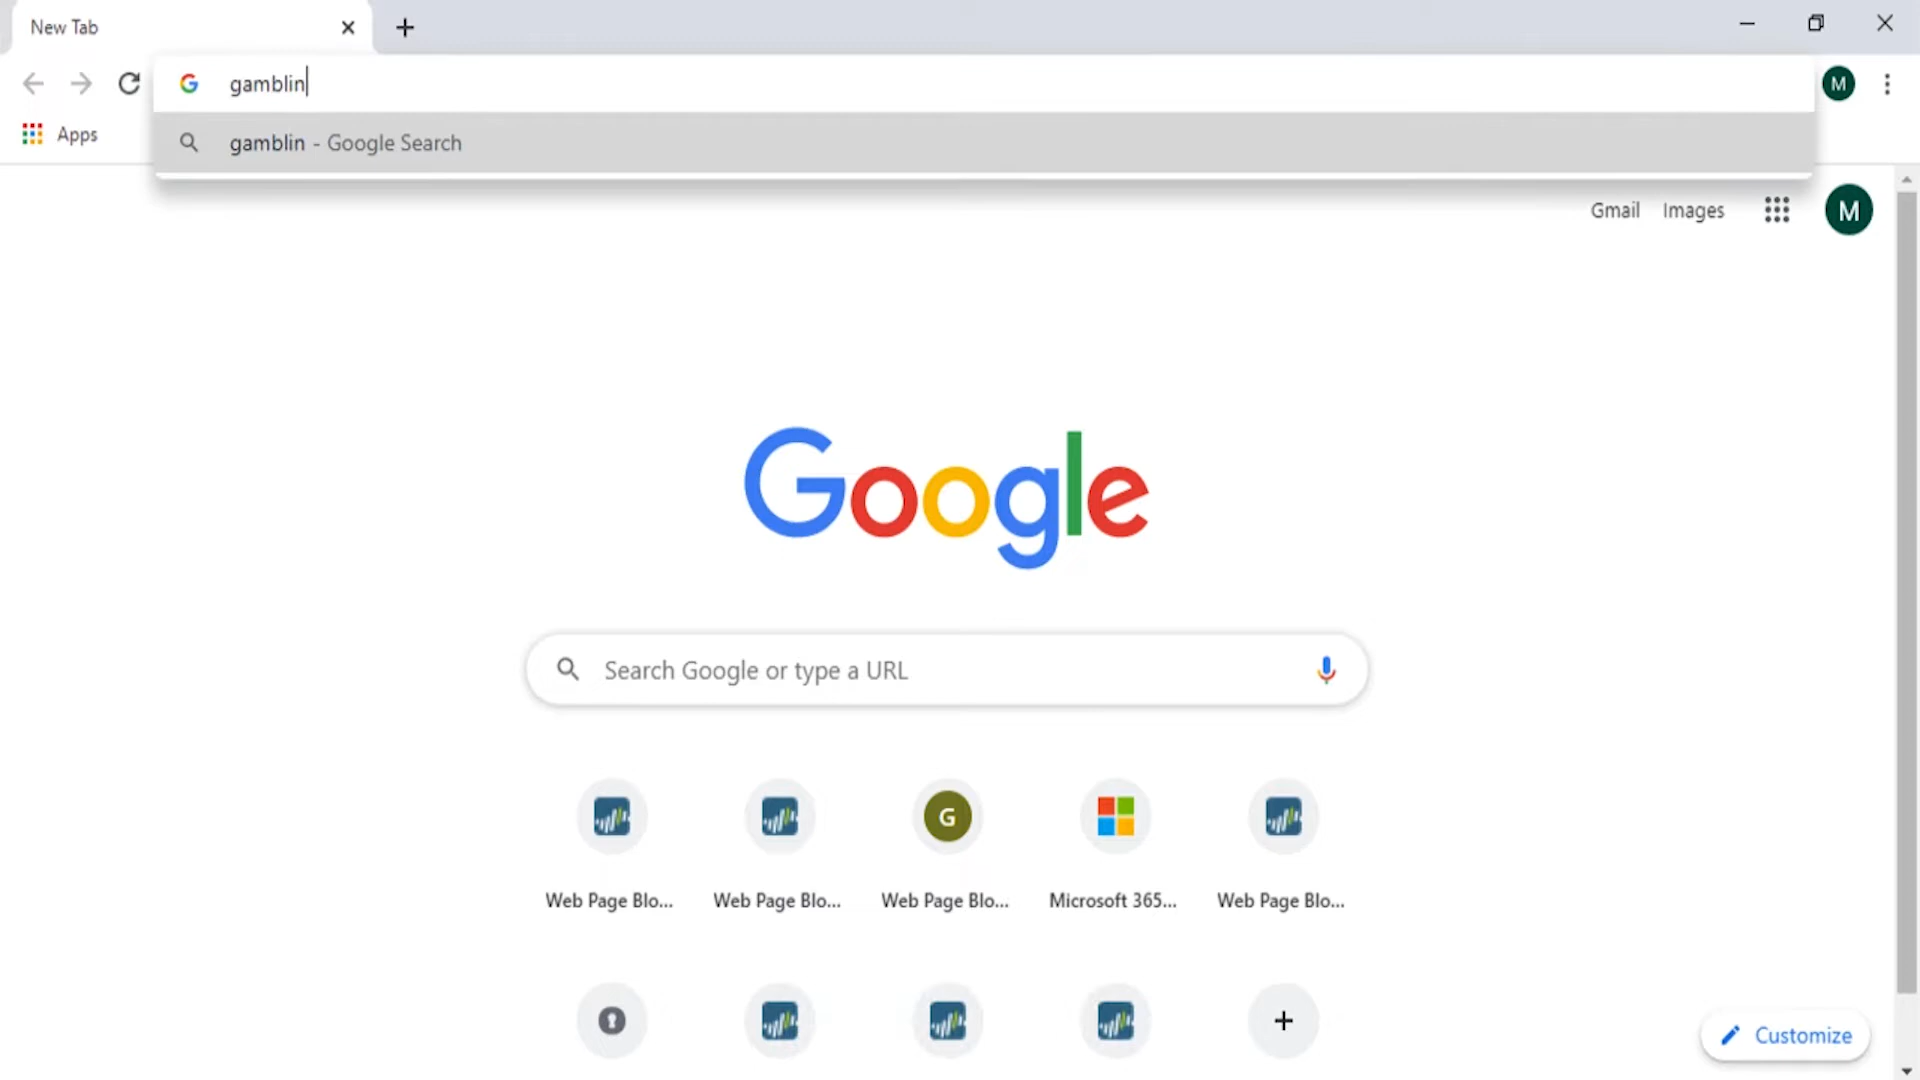 New Tab
gamblin
Apps
gamblin - Google Search
M
Gmail Images
M
Google
Search Google or type a URL
G
Web Page Blo... Web Page Blo... Web Page Blo... Microsoft 365... Web Page Blo...
Customize